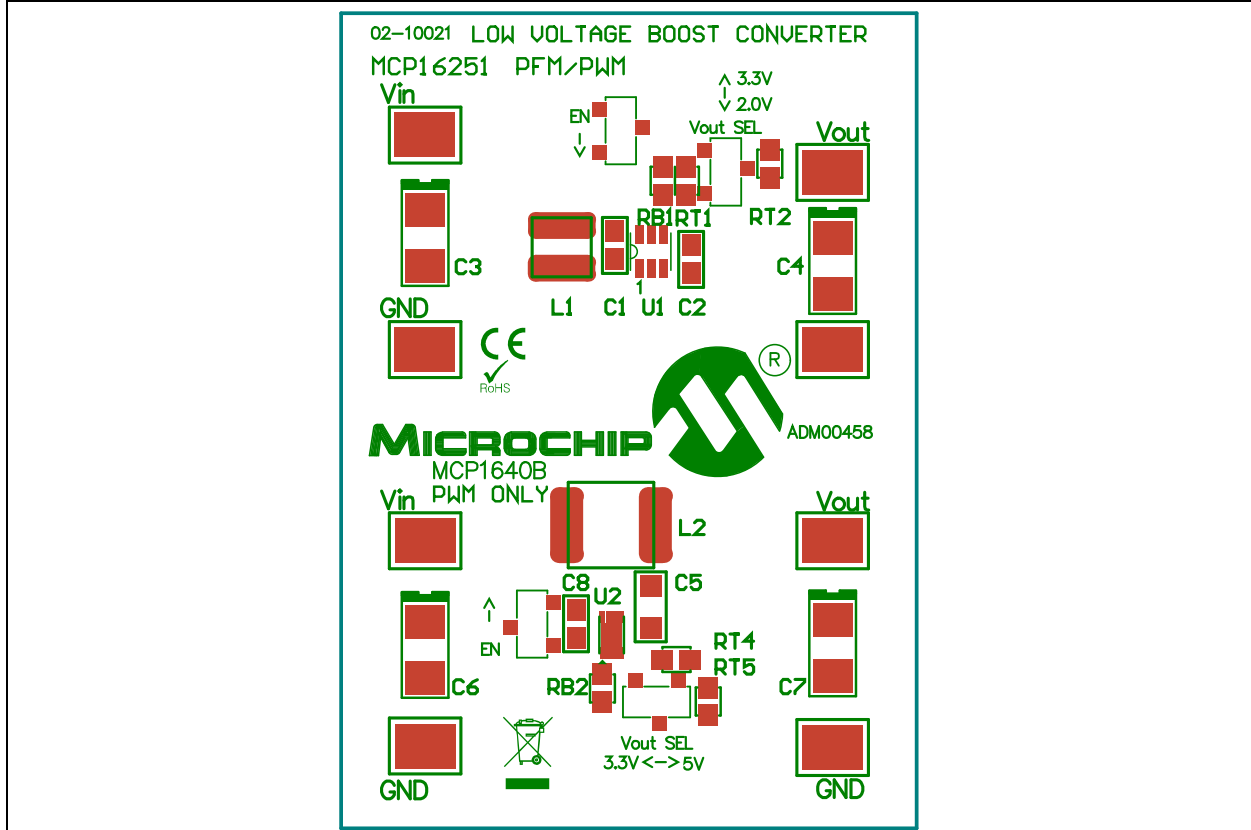 02-10021 LOW VOLTAGE BOOST CONVERTER
MCP16251 PFM/PWM
Vin
3.3V
2.0V
EN
Vout SEL
Vout
RB1 RT1 RT2
C3
C4
GND
1
L1 C1 U1 C2
CE
RoHS
R
ADM00458
MICROCHIP
MCP1640B
PWM ONLY
Vin
Vout
L2
C8 U2 C5
EN
RT4
RT5
C6
RB2
C7
Vout SEL
3.3V<->5V
GND
GND